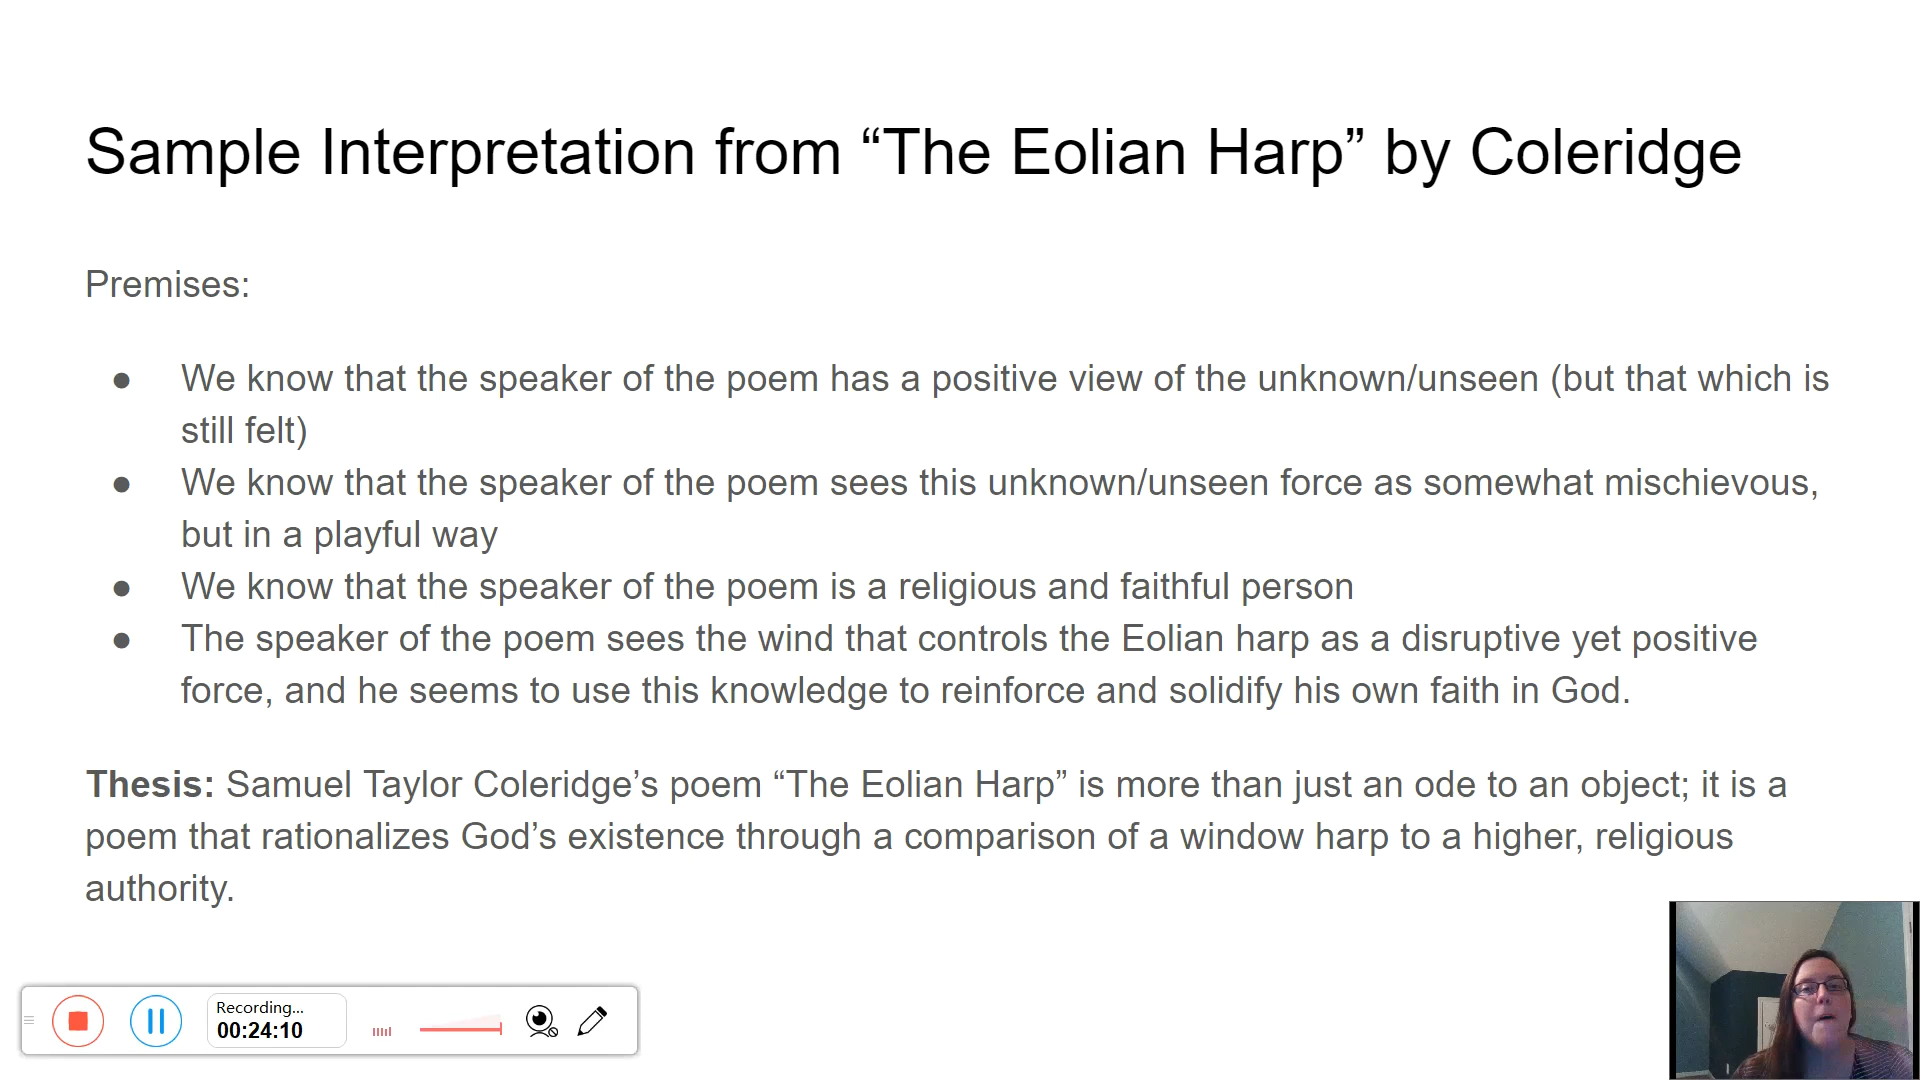 Sample Interpretation from “The Eolian Harp” by Coleridge
Premises:
● We know that the speaker of the poem has a positive view of the unknown/unseen (but that which is
still felt)
● We know that the speaker of the poem sees this unknown/unseen force as somewhat mischievous,
but in a playful way
● We know that the speaker of the poem is a religious and faithful person
● The speaker of the poem sees the wind that controls the Eolian harp as a disruptive yet positive
force, and he seems to use this knowledge to reinforce and solidify his own faith in God.
Thesis: Samuel Taylor Coleridge’s poem “The Eolian Harp” is more than just an ode to an object; it is a
poem that rationalizes God’s existence through a comparison of a window harp to a higher, religious
authority.
Recording...
00:24:10